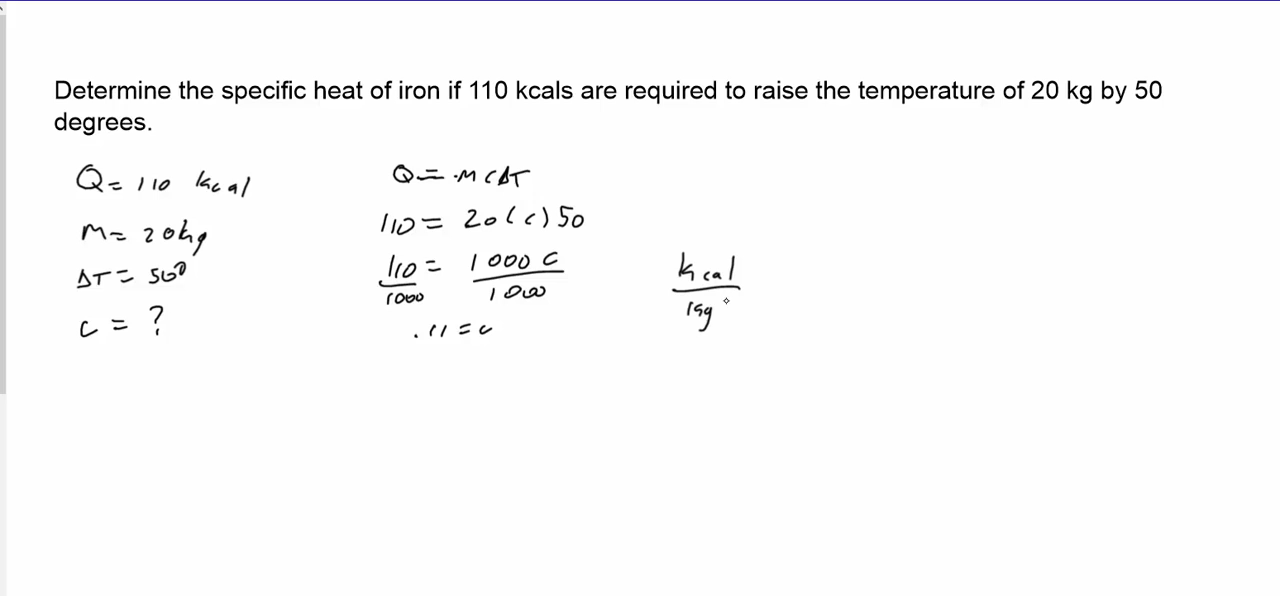 Determine the specific heat of iron if 110 kcals are required to raise the temperature of 20 kg by 50
degrees.
Q = 110 kcal
M = 20kg
ΔT = 50°
c = ?
Q = mcΔT
110 = 20(c)50
110/1000 = 1000c/1000
.11 = c
kcal/kg